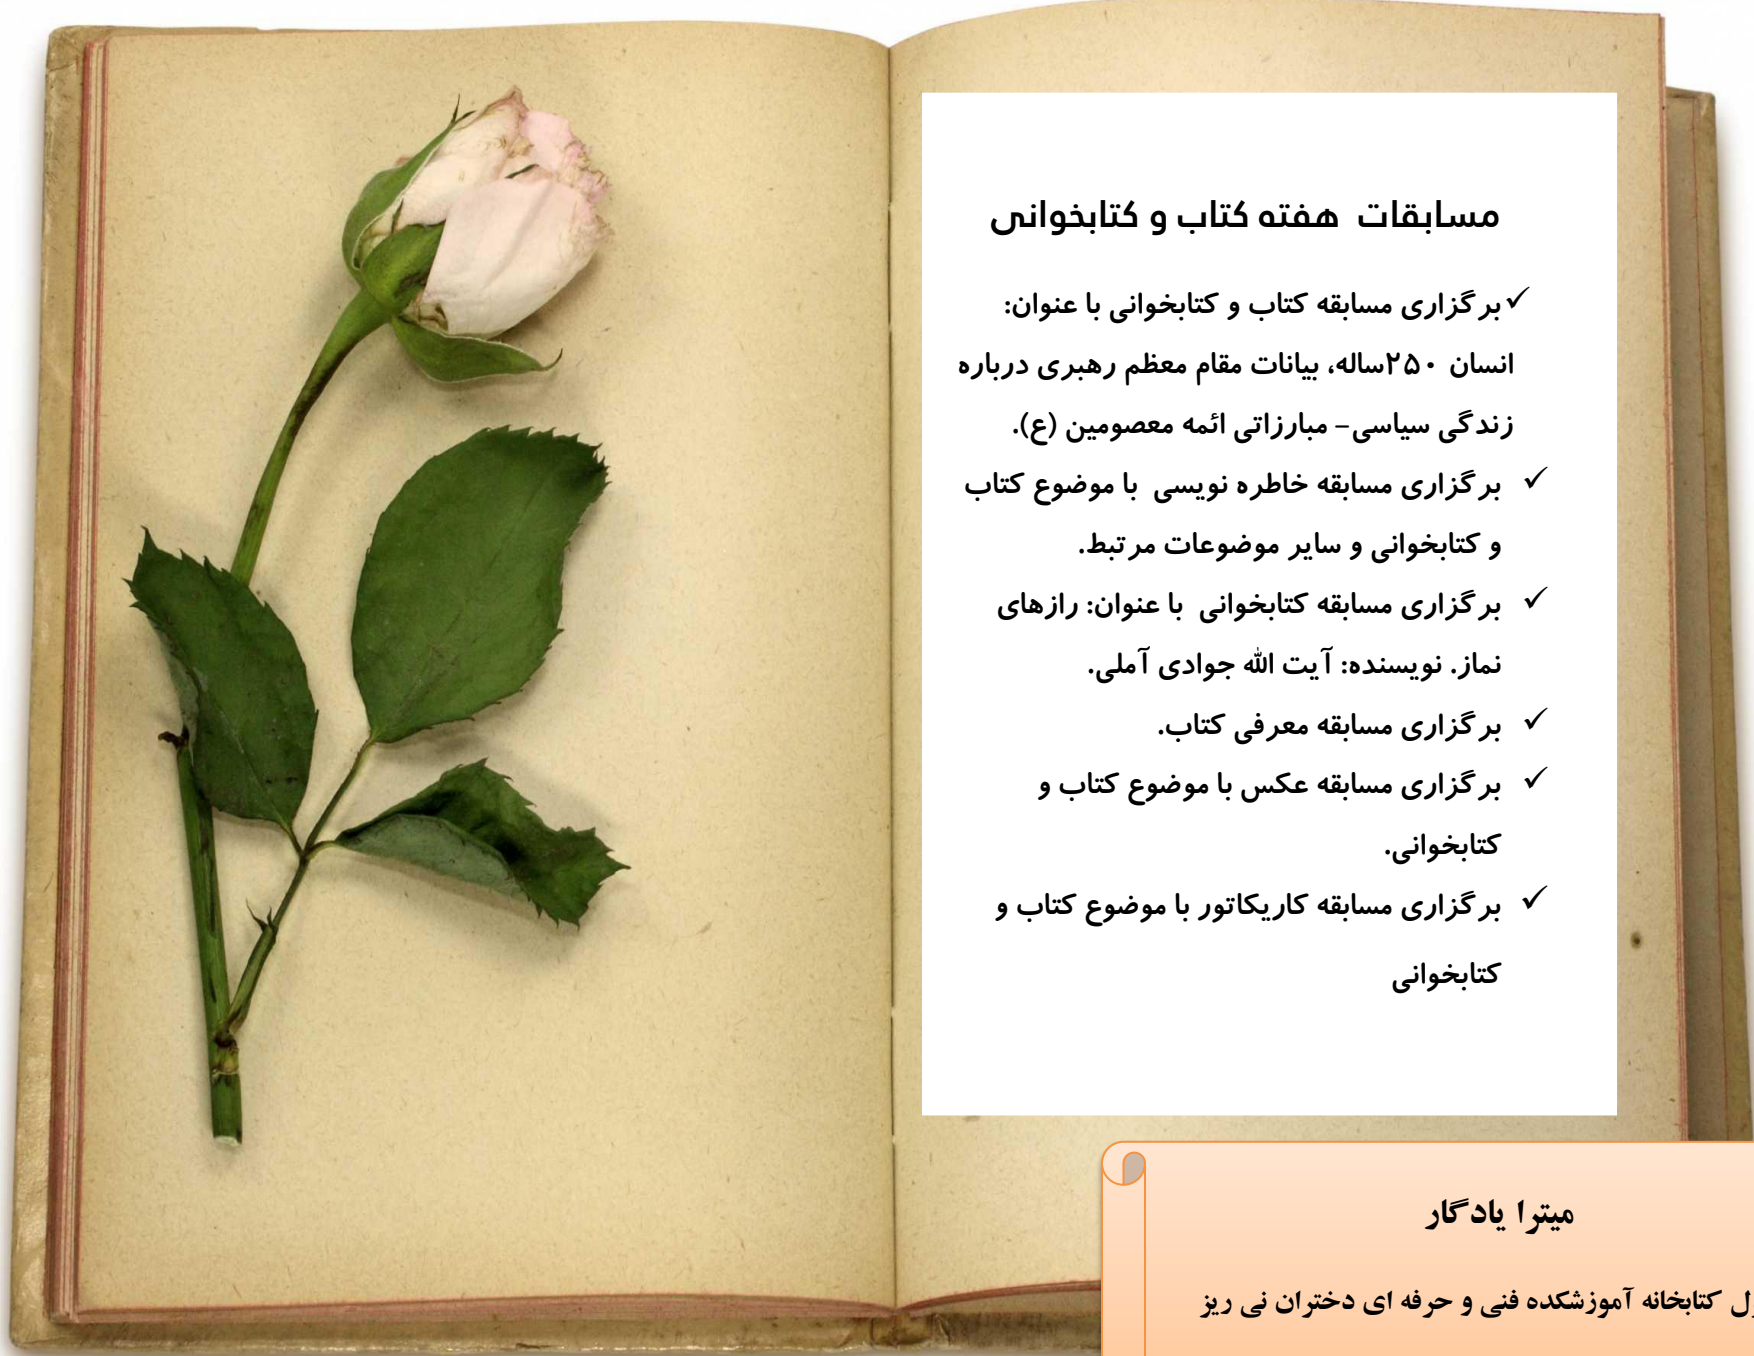 مسابقات هفته کتاب و کتابخوانی
✓ برگزاری مسابقه کتاب و کتابخوانی با عنوان:
انسان ۲۵۰ساله، بیانات مقام معظم رهبری درباره
زندگی سیاسی- مبارزاتی ائمه معصومین (ع).
✓ برگزاری مسابقه خاطره نویسی با موضوع کتاب
و کتابخوانی و سایر موضوعات مرتبط.
✓ برگزاری مسابقه کتابخوانی با عنوان: رازهای
نماز. نویسنده: آیت الله جوادی آملی.
✓ برگزاری مسابقه معرفی کتاب.
✓ برگزاری مسابقه عکس با موضوع کتاب و
کتابخوانی.
✓ برگزاری مسابقه کاریکاتور با موضوع کتاب و
کتابخوانی
میترا یادگار
کتابخانه آموزشکده فنی و حرفه ای دختران نی ریز